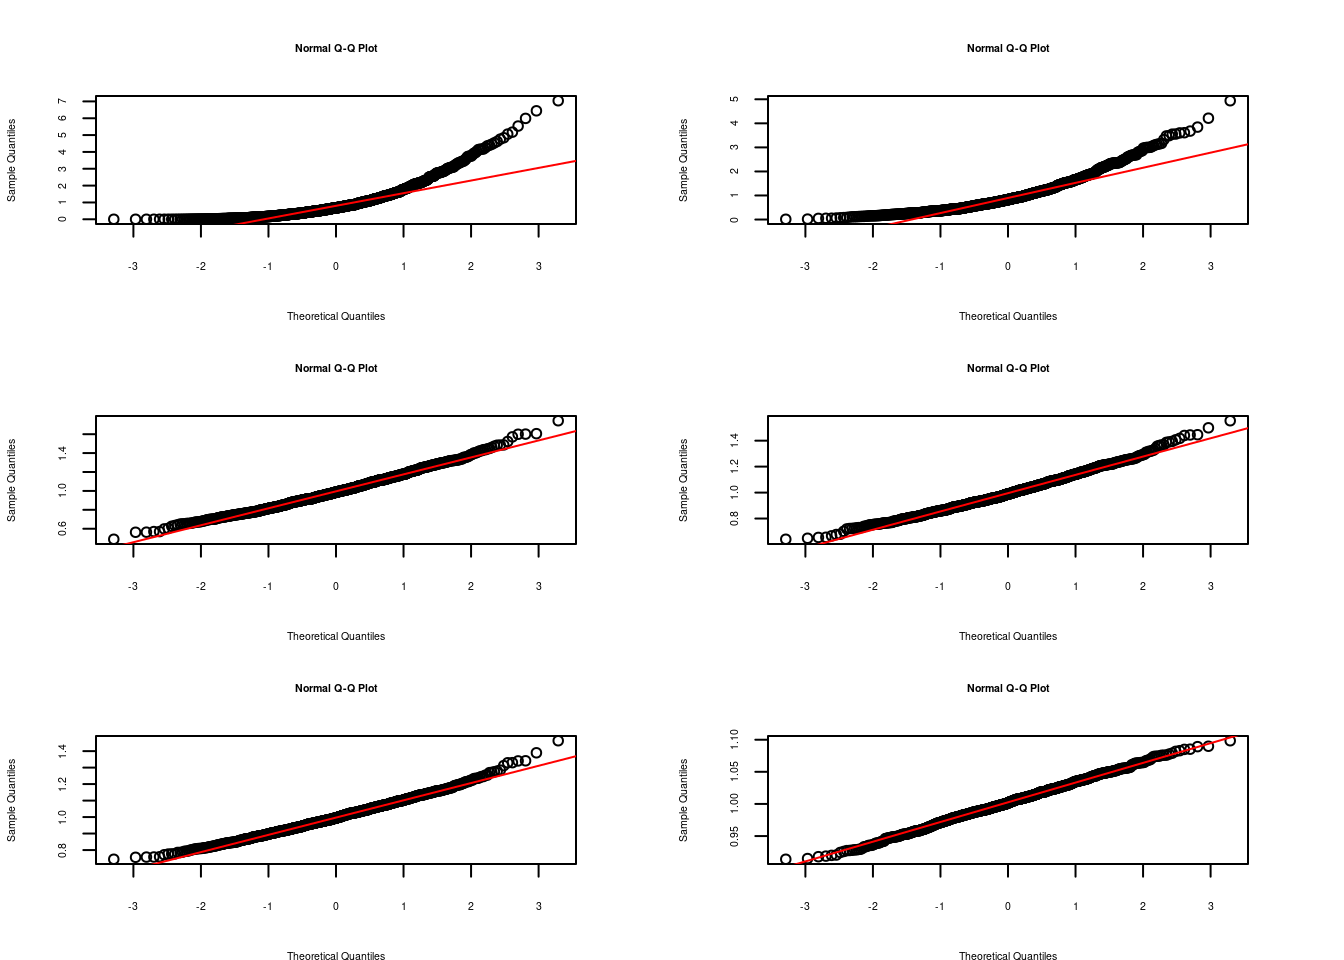 Normal Q-Q Plot
Sample Quantiles
7
6
5
4
3
2
1
0
-3 -2 -1 0 1 2 3
Theoretical Quantiles
Normal Q-Q Plot
Sample Quantiles
5
4
3
2
1
0
-3 -2 -1 0 1 2 3
Theoretical Quantiles
Normal Q-Q Plot
Sample Quantiles
1.4
1.0
0.6
-3 -2 -1 0 1 2 3
Theoretical Quantiles
Normal Q-Q Plot
Sample Quantiles
1.4
1.2
1.0
0.8
-3 -2 -1 0 1 2 3
Theoretical Quantiles
Normal Q-Q Plot
Sample Quantiles
1.4
1.2
1.0
0.8
-3 -2 -1 0 1 2 3
Theoretical Quantiles
Normal Q-Q Plot
Sample Quantiles
1.10
1.05
1.00
0.95
-3 -2 -1 0 1 2 3
Theoretical Quantiles